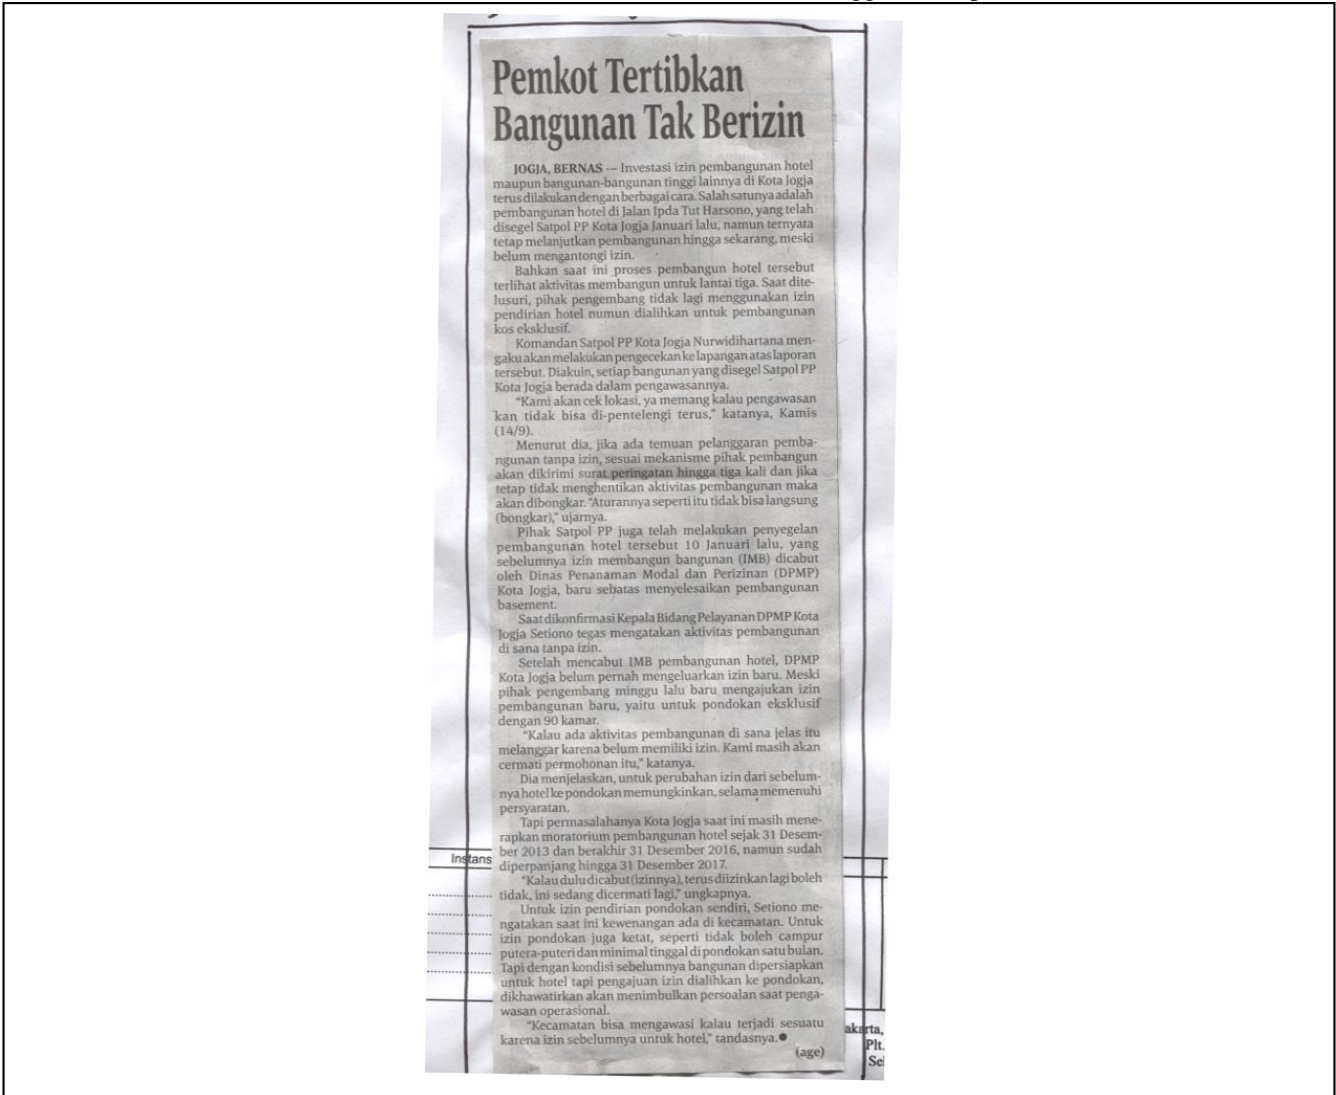 Pemkot Tertibkan
Bangunan Tak Berizin
JOGJA, BERNAS — Investasi izin pembangunan hotel
maupun bangunan-bangunan tinggi lainnya di Kota Jogja
terus dilakukan dengan berbagai cara. Salah satunya adalah
pembangunan hotel di Jalan Ipda Tut Harsono, yang telah
disegel Satpol PP Kota Jogja Januari lalu, namun ternyata
tetap melanjutkan pembangunan hingga sekarang, meski
belum mengantongi izin.
Bahkan saat ini proses pembangun hotel tersebut
terlihat aktivitas membangun untuk lantai tiga. Saat dite-
lusuri, pihak pengembang tidak lagi menggunakan izin
pendirian hotel numun dialihkan untuk pembangunan
kos eksklusif.
Komandan Satpol PP Kota Jogja Nurwidihartana men-
gaku akan melakukan pengecekan ke lapangan atas laporan
tersebut. Diakuin, setiap bangunan yang disegel Satpol PP
Kota Jogja berada dalam pengawasannya.
"Kami akan cek lokasi, ya memang kalau pengawasan
kan tidak bisa di-pentelengi terus," katanya, Kamis
(14/9).
Menurut dia, jika ada temuan pelanggaran pemba-
ngunan tanpa izin, sesuai mekanisme pihak pembangun
akan dikirimi surat peringatan hingga tiga kali dan jika
tetap tidak menghentikan aktivitas pembangunan maka
akan dibongkar. "Aturannya seperti itu tidak bisa langsung
(bongkar)," ujarnya.
Pihak Satpol PP juga telah melakukan penyegelan
pembangunan hotel tersebut 10 Januari lalu, yang
sebelumnya izin membangun bangunan (IMB) dicabut
oleh Dinas Penanaman Modal dan Perizinan (DPMP)
Kota Jogja, baru sebatas menyelesaikan pembangunan
basement.
Saat dikonfirmasi Kepala Bidang Pelayanan DPMP Kota
Jogja Setiono tegas mengatakan aktivitas pembangunan
di sana tanpa izin.
Setelah mencabut IMB pembangunan hotel, DPMP
Kota Jogja belum pernah mengeluarkan izin baru. Meski
pihak pengembang minggu lalu baru mengajukan izin
pembangunan baru, yaitu untuk pondokan eksklusif
dengan 90 kamar.
"Kalau ada aktivitas pembangunan di sana jelas itu
melanggar karena belum memiliki izin. Kami masih akan
cermati permohonan itu," katanya.
Dia menjelaskan, untuk perubahan izin dari sebelum-
nya hotel ke pondokan memungkinkan, selama memenuhi
persyaratan.
Tapi permasalahanya Kota Jogja saat ini masih mene-
rapkan moratorium pembangunan hotel sejak 31 Desem-
ber 2013 dan berakhir 31 Desember 2016, namun sudah
diperpanjang hingga 31 Desember 2017.
"Kalau dulu dicabut (izinnya), terus diizinkan lagi boleh
tidak, ini sedang dicermati lagi," ungkapnya.
Untuk izin pendirian pondokan sendiri, Setiono me-
ngatakan saat ini kewenangan ada di kecamatan. Untuk
izin pondokan juga ketat, seperti tidak boleh campur
putera-puteri dan minimal tinggal di pondokan satu bulan.
Tapi dengan kondisi sebelumnya bangunan dipersiapkan
untuk hotel tapi pengajuan izin dialihkan ke pondokan,
dikhawatirkan akan menimbulkan persoalan saat penga-
wasan operasional.
"Kecamatan bisa mengawasi kalau terjadi sesuatu
karena izin sebelumnya untuk hotel," tandasnya.●
(age)
Instans
akarta,
Plt.
Se